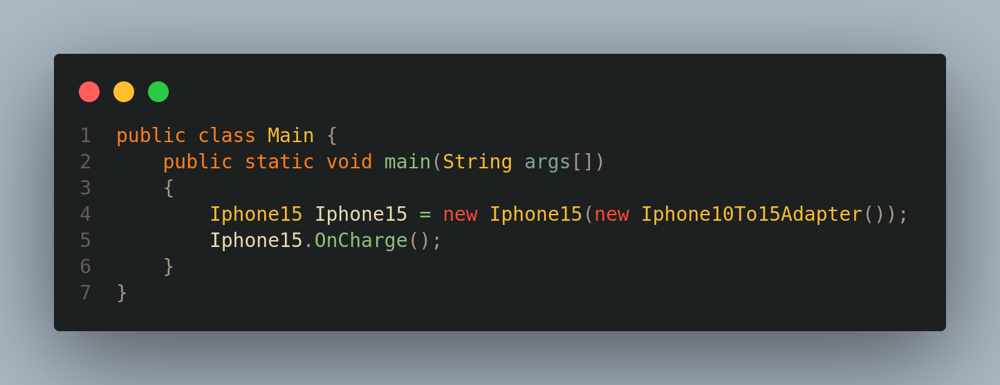 1 public class Main {
2     public static void main(String args[])
3     {
4         Iphone15 Iphone15 = new Iphone15(new Iphone10To15Adapter());
5         Iphone15.OnCharge();
6     }
7 }